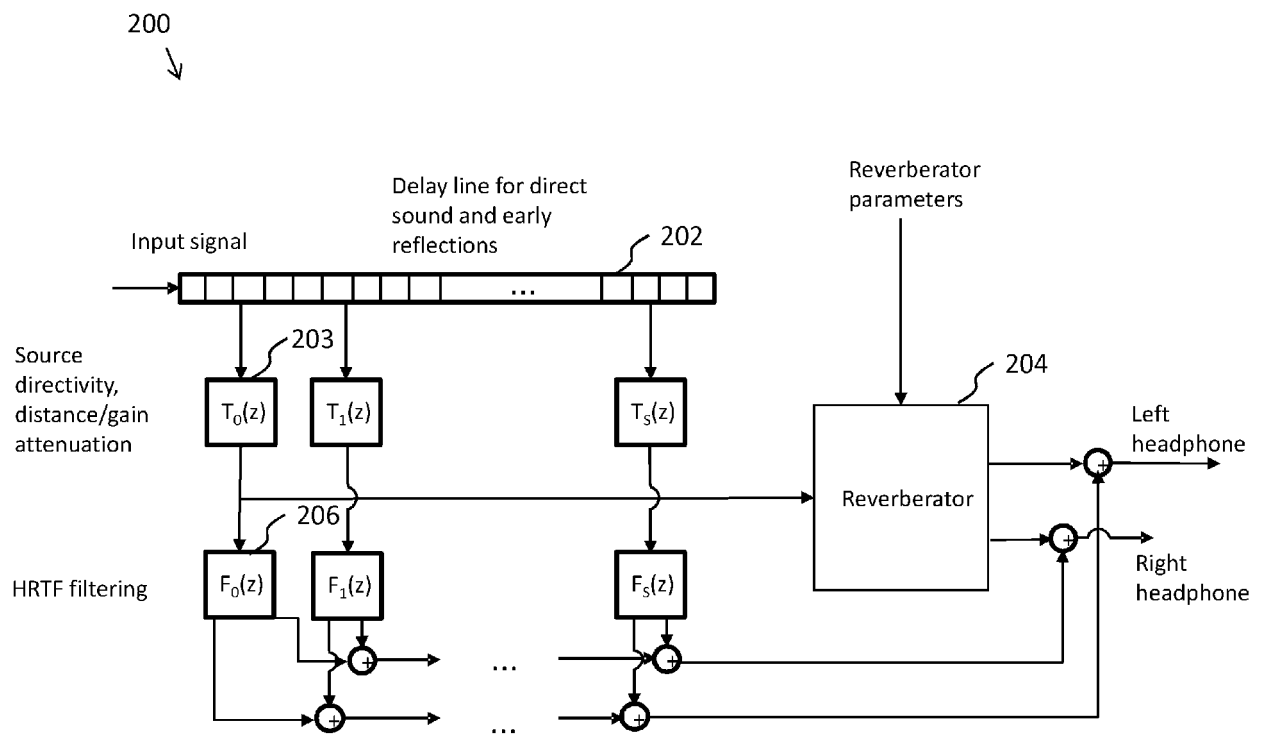 200
Delay line for direct
sound and early
reflections
Reverberator
parameters
Input signal
202
...
Source
directivity,
distance/gain
attenuation
203
T0(z)
T1(z)
TS(z)
204
Left
headphone
Reverberator
206
HRTF filtering
F0(z)
F1(z)
FS(z)
Right
headphone
+
+
+
...
+
+
...
+